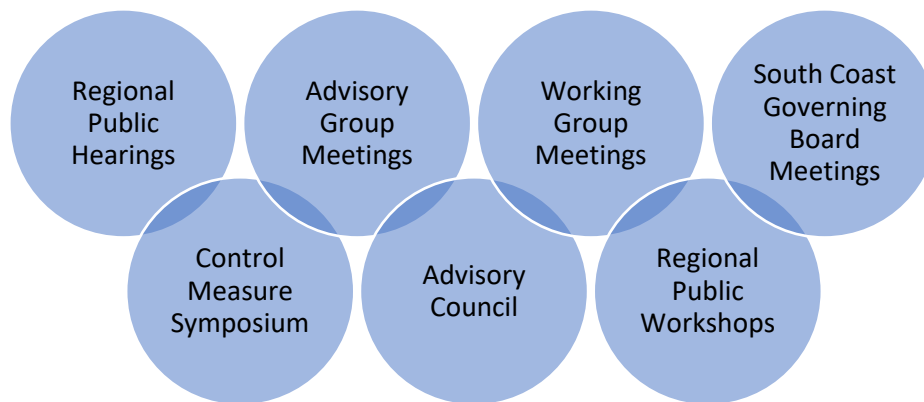 Regional
Public
Hearings
Advisory
Group
Meetings
Working
Group
Meetings
South Coast
Governing
Board
Meetings
Control
Measure
Symposium
Advisory
Council
Regional
Public
Workshops